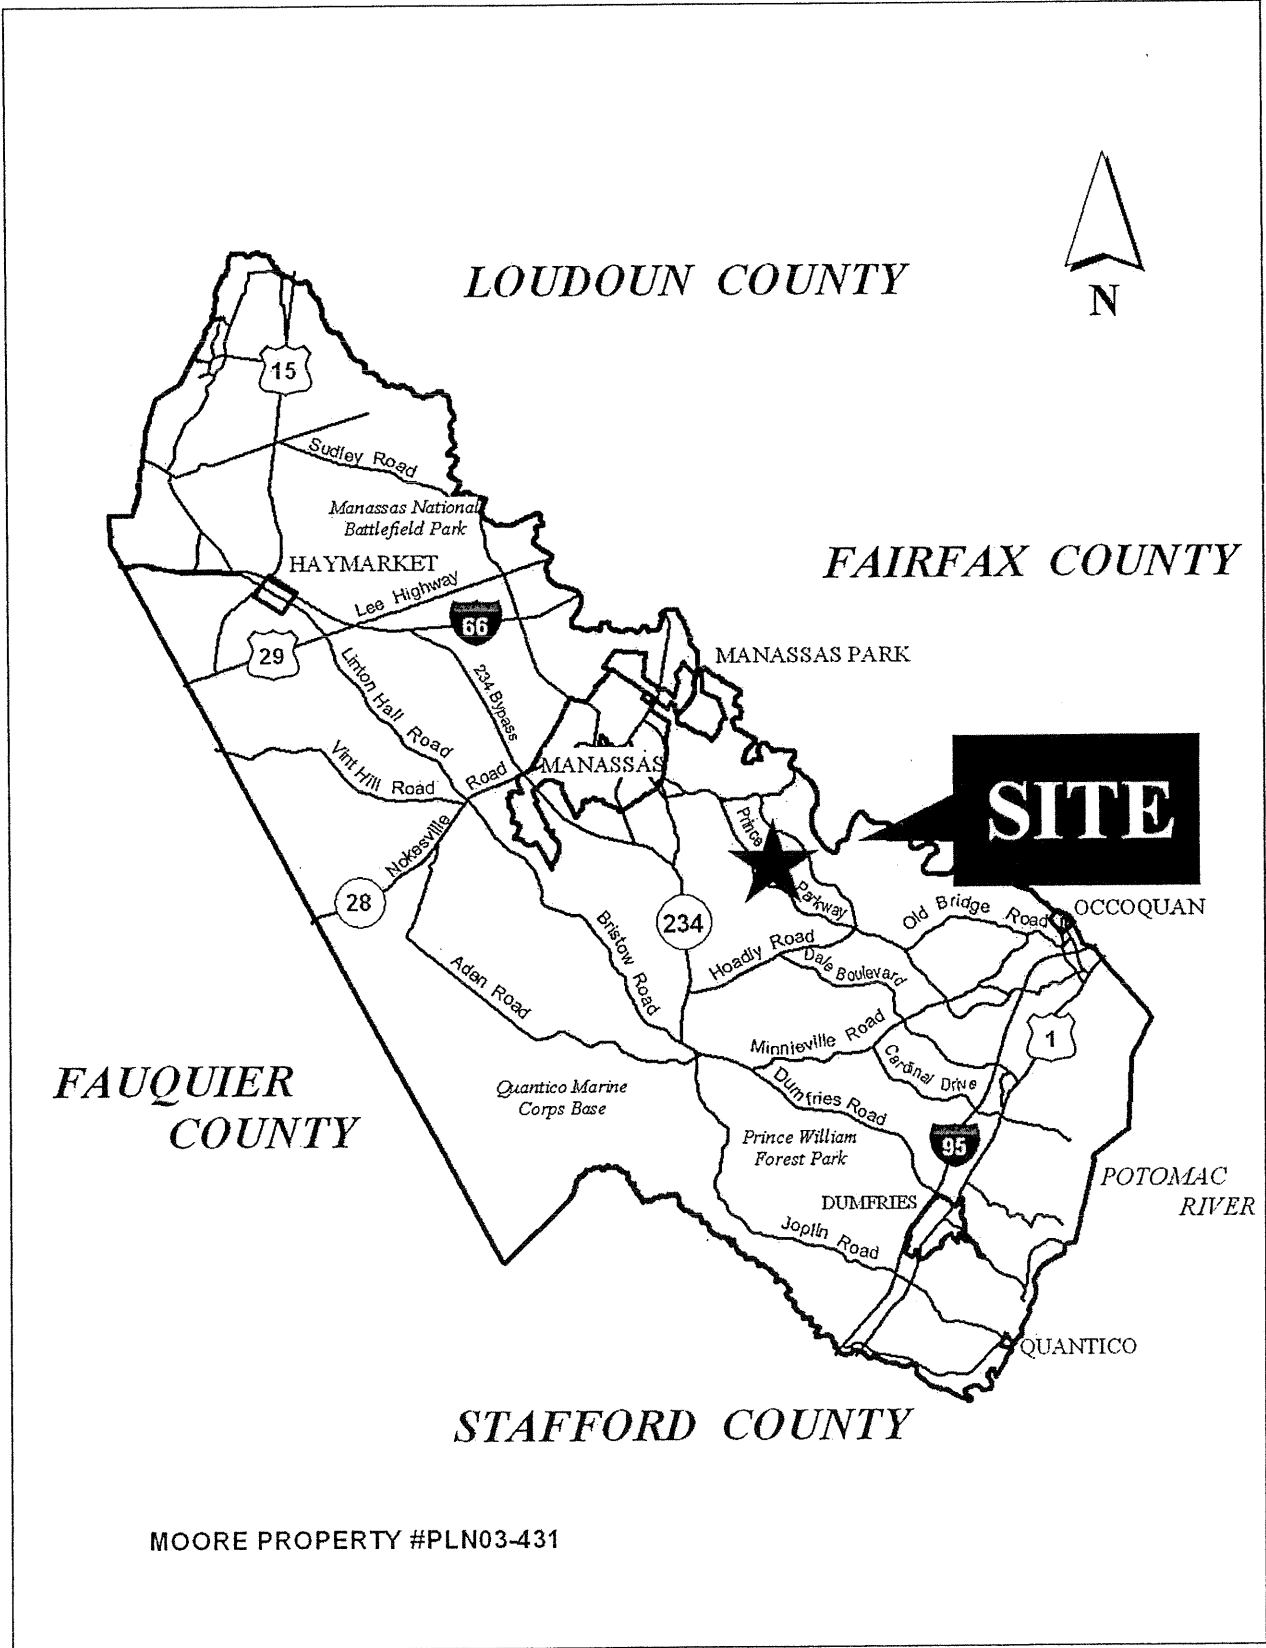 LOUDOUN COUNTY
N
15
Sudley Road
Manassas National
Battlefield Park
HAYMARKET
FAIRFAX COUNTY
Lee Highway
66
29
MANASSAS PARK
Linton Hall Road
234 Bypass
Vint Hill Road
Road
MANASSAS
SITE
Prince
Nokesville
28
Parkway
Old Bridge Road
OCCOQUAN
234
Bristow Road
Hoadly Road
Dale Boulevard
Aden Road
1
Minnieville Road
Cardinal Drive
FAUQUIER
COUNTY
Quantico Marine
Corps Base
Dumfries Road
95
Prince William
Forest Park
POTOMAC
RIVER
DUMFRIES
Joplin Road
QUANTICO
STAFFORD COUNTY
MOORE PROPERTY #PLN03-431